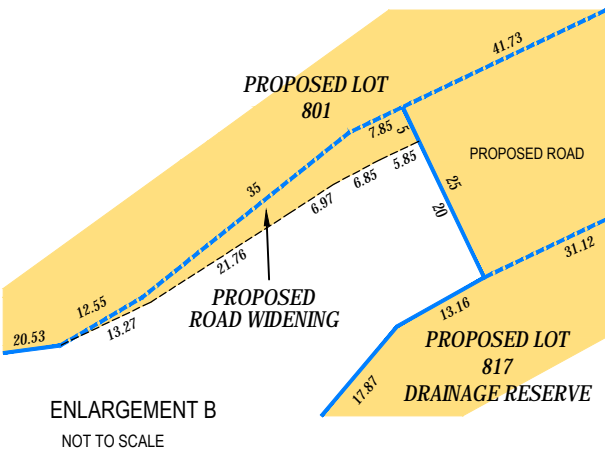 41.73
PROPOSED LOT
801
7.85
5
5.85
PROPOSED ROAD
6.85
25
35
6.97
20
21.76
31.12
12.55
PROPOSED
ROAD WIDENING
13.16
13.27
20.53
PROPOSED LOT
817
DRAINAGE RESERVE
17.87
ENLARGEMENT B
NOT TO SCALE